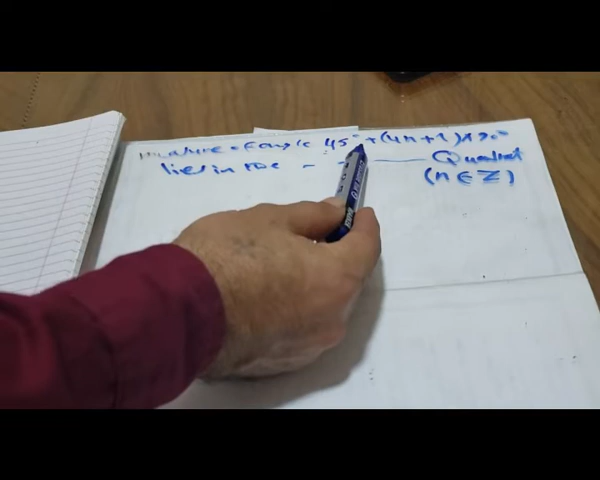 measure of angle 45° + (4n + 1) × 90°
lies in the - - —— Quadrant
(n ∈ Z)